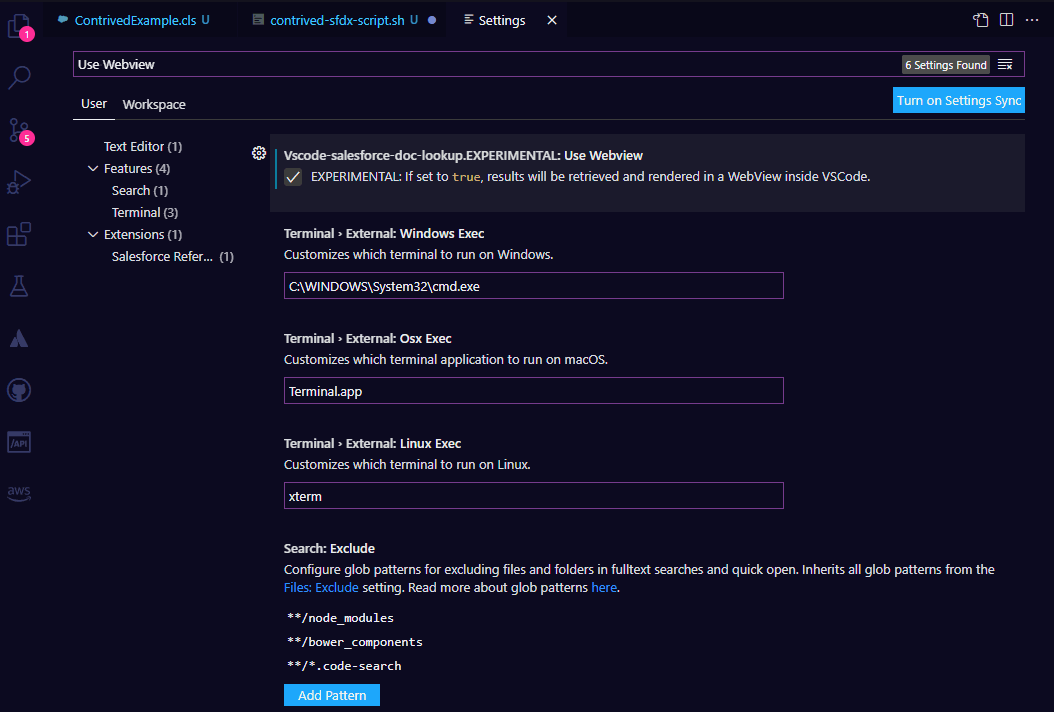 ContrivedExample.cls U
contrived-sfdx-script.sh U
Settings
1
Use Webview
6 Settings Found
User
Workspace
Turn on Settings Sync
5
Text Editor (1)
Features (4)
Search (1)
Terminal (3)
Extensions (1)
Salesforce Refer... (1)
Vscode-salesforce-doc-lookup.EXPERIMENTAL: Use Webview
EXPERIMENTAL: If set to true, results will be retrieved and rendered in a WebView inside VSCode.
Terminal › External: Windows Exec
Customizes which terminal to run on Windows.
C:\WINDOWS\System32\cmd.exe
Terminal › External: Osx Exec
Customizes which terminal application to run on macOS.
Terminal.app
Terminal › External: Linux Exec
Customizes which terminal to run on Linux.
xterm
Search: Exclude
Configure glob patterns for excluding files and folders in fulltext searches and quick open. Inherits all glob patterns from the
Files: Exclude setting. Read more about glob patterns here.
**/node_modules
**/bower_components
**/*.code-search
Add Pattern
/API
aws